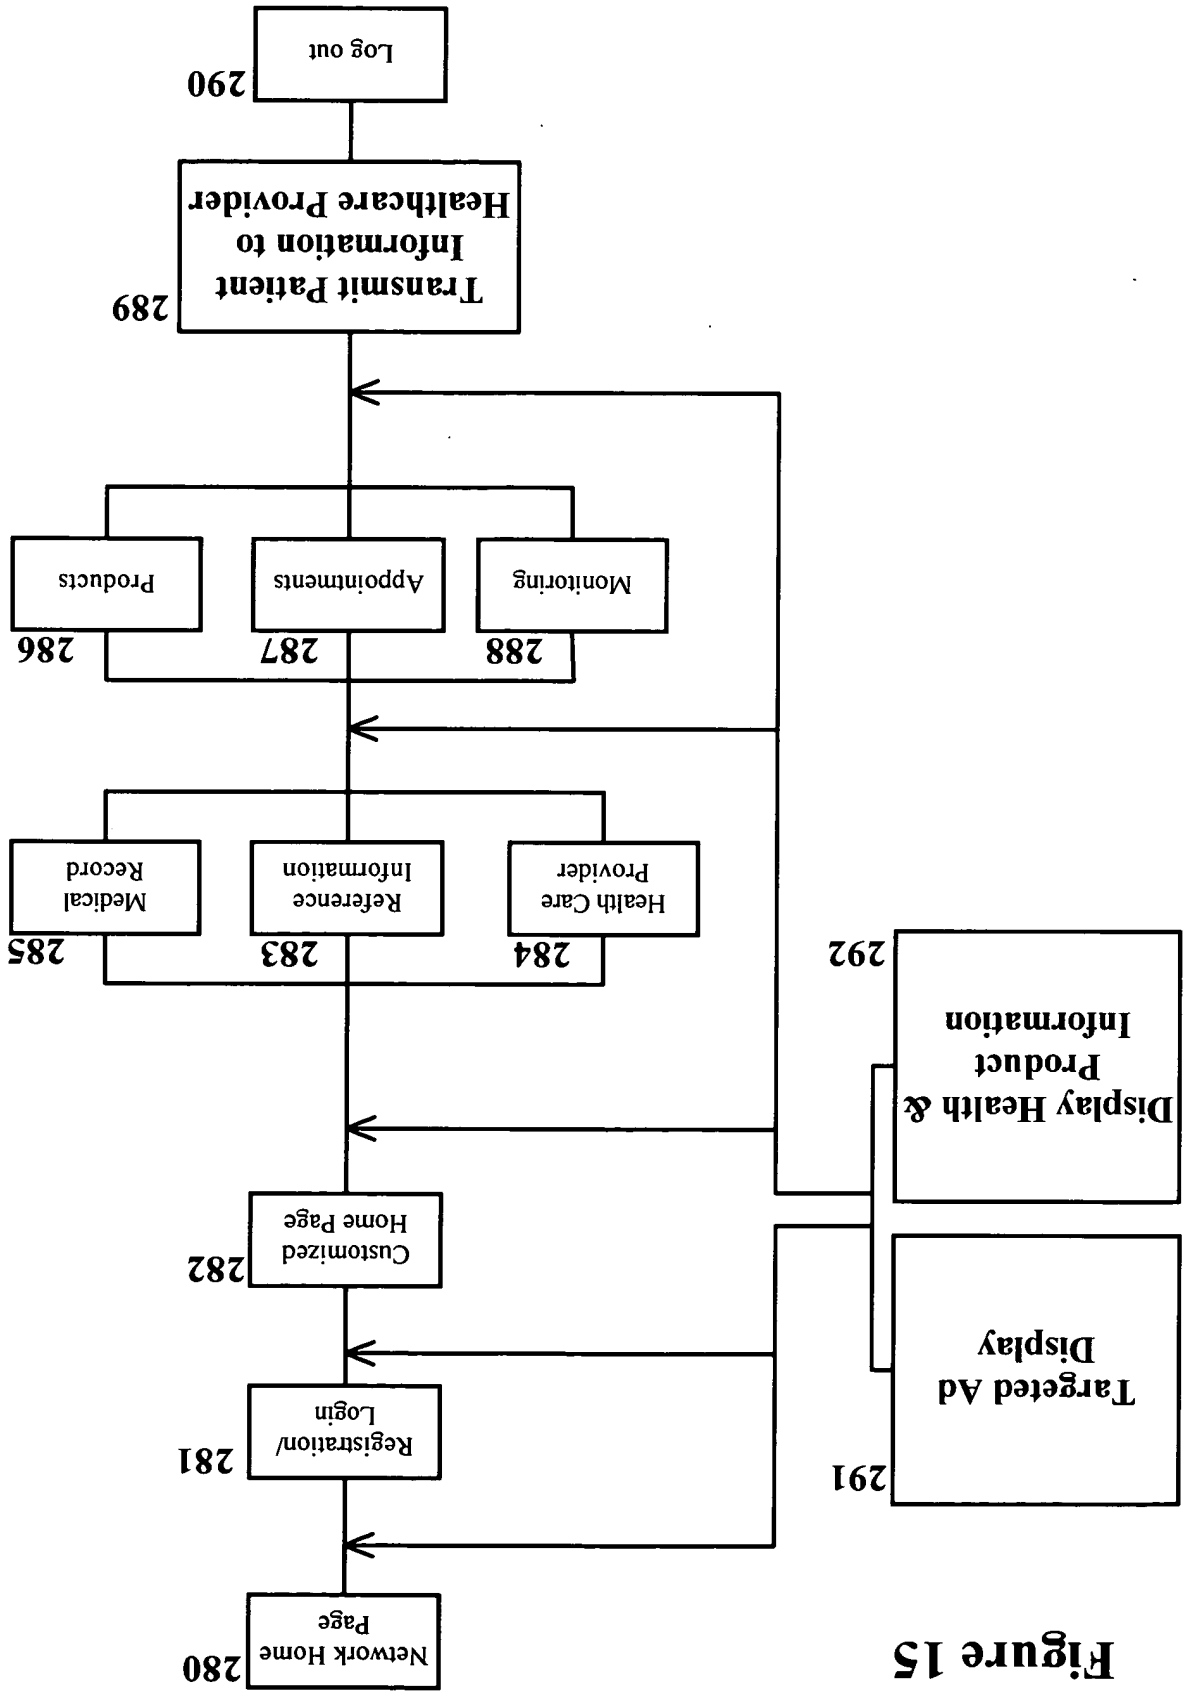 Figure 15
280
Network Home
Page
281
Registration/
Login
291
Targeted Ad
Display
282
Customized
Home Page
292
Display Health &
Product
Information
284
Health Care
Provider
283
Reference
Information
285
Medical
Record
288
Monitoring
287
Appointments
286
Products
289
Transmit Patient
Information to
Healthcare Provider
290
Log out